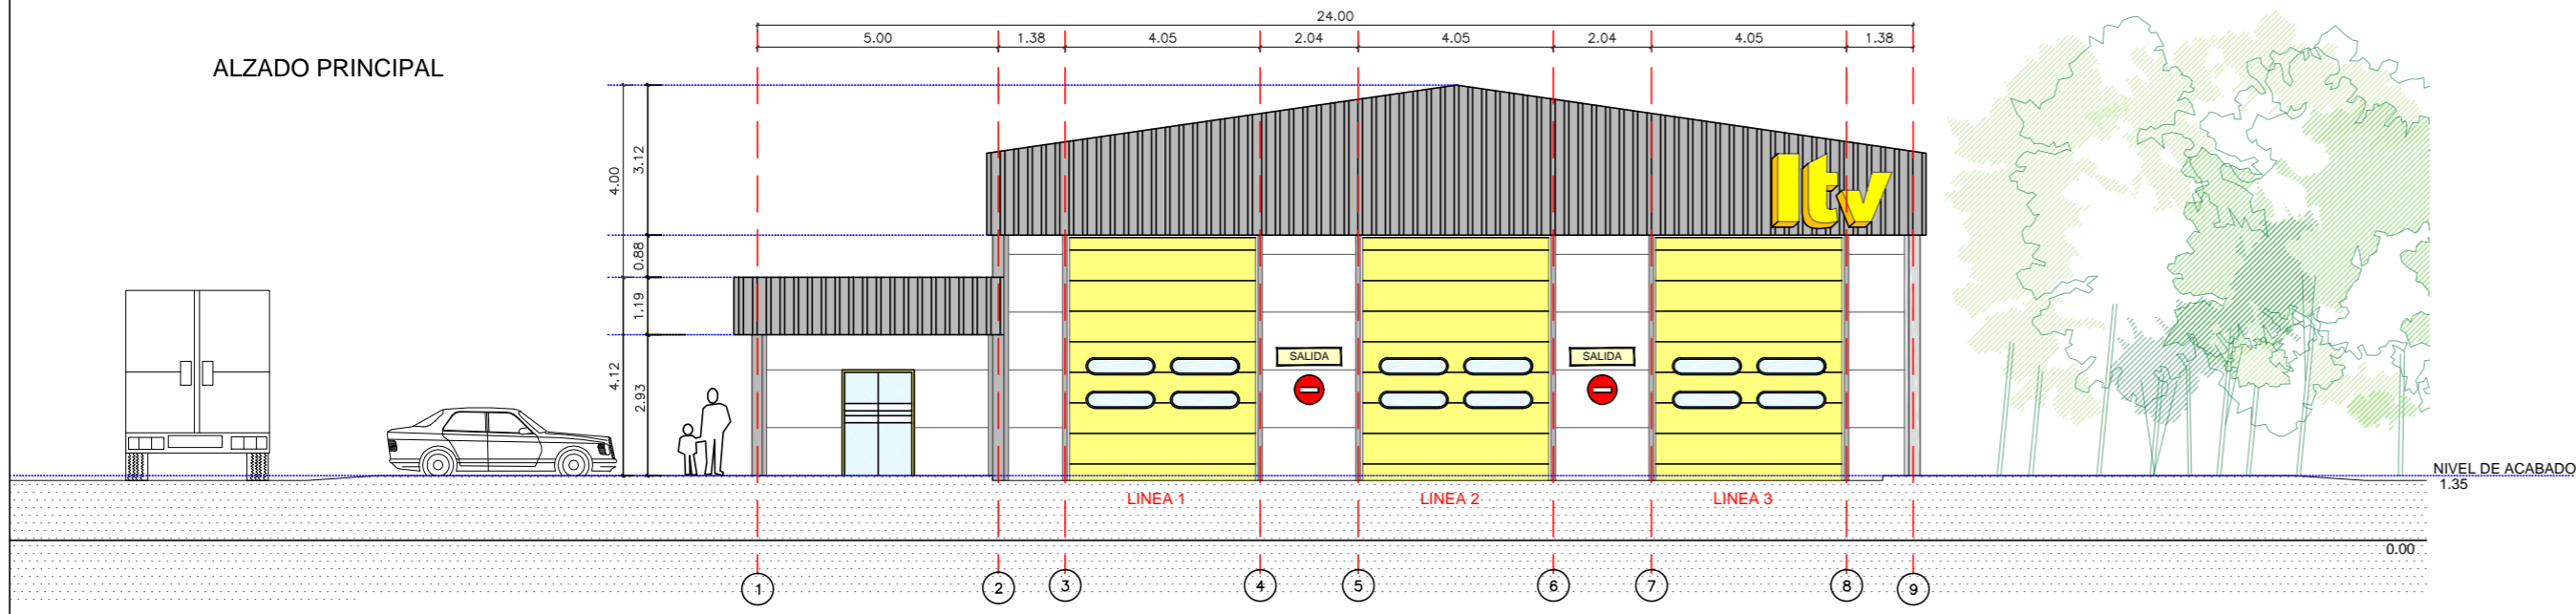 24.00
5.00 1.38 4.05 2.04 4.05 2.04 4.05 1.38
ALZADO PRINCIPAL
4.00
3.12
0.88
1.19
4.12
2.93
Itv
SALIDA SALIDA
NIVEL DE ACABADO
1.35
LINEA 1 LINEA 2 LINEA 3
0.00
1 2 3 4 5 6 7 8 9